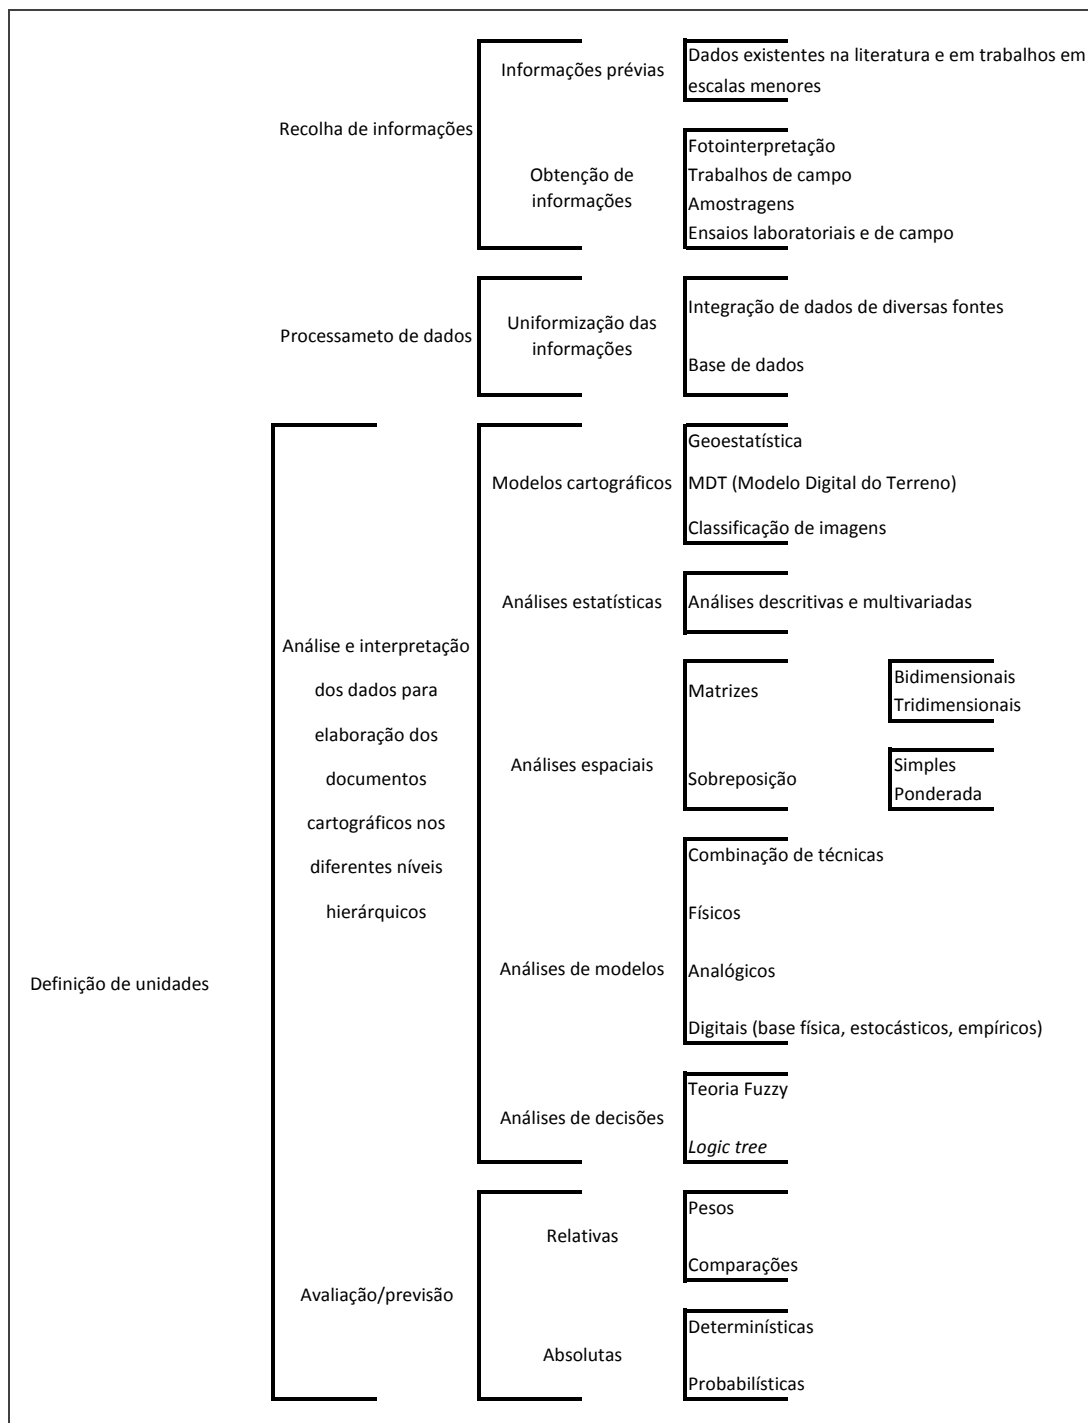 Informações prévias
Dados existentes na literatura e em trabalhos em
escalas menores
Recolha de informações
Obtenção de
informações
Fotointerpretação
Trabalhos de campo
Amostragens
Ensaios laboratoriais e de campo
Processameto de dados
Uniformização das
informações
Integração de dados de diversas fontes
Base de dados
Definição de unidades
Análise e interpretação
dos dados para
elaboração dos
documentos
cartográficos nos
diferentes níveis
hierárquicos
Modelos cartográficos
Geoestatística
MDT (Modelo Digital do Terreno)
Classificação de imagens
Análises estatísticas
Análises descritivas e multivariadas
Análises espaciais
Matrizes
Bidimensionais
Tridimensionais
Sobreposição
Simples
Ponderada
Análises de modelos
Combinação de técnicas
Físicos
Analógicos
Digitais (base física, estocásticos, empíricos)
Análises de decisões
Teoria Fuzzy
Logic tree
Avaliação/previsão
Relativas
Pesos
Comparações
Absolutas
Determinísticas
Probabilísticas